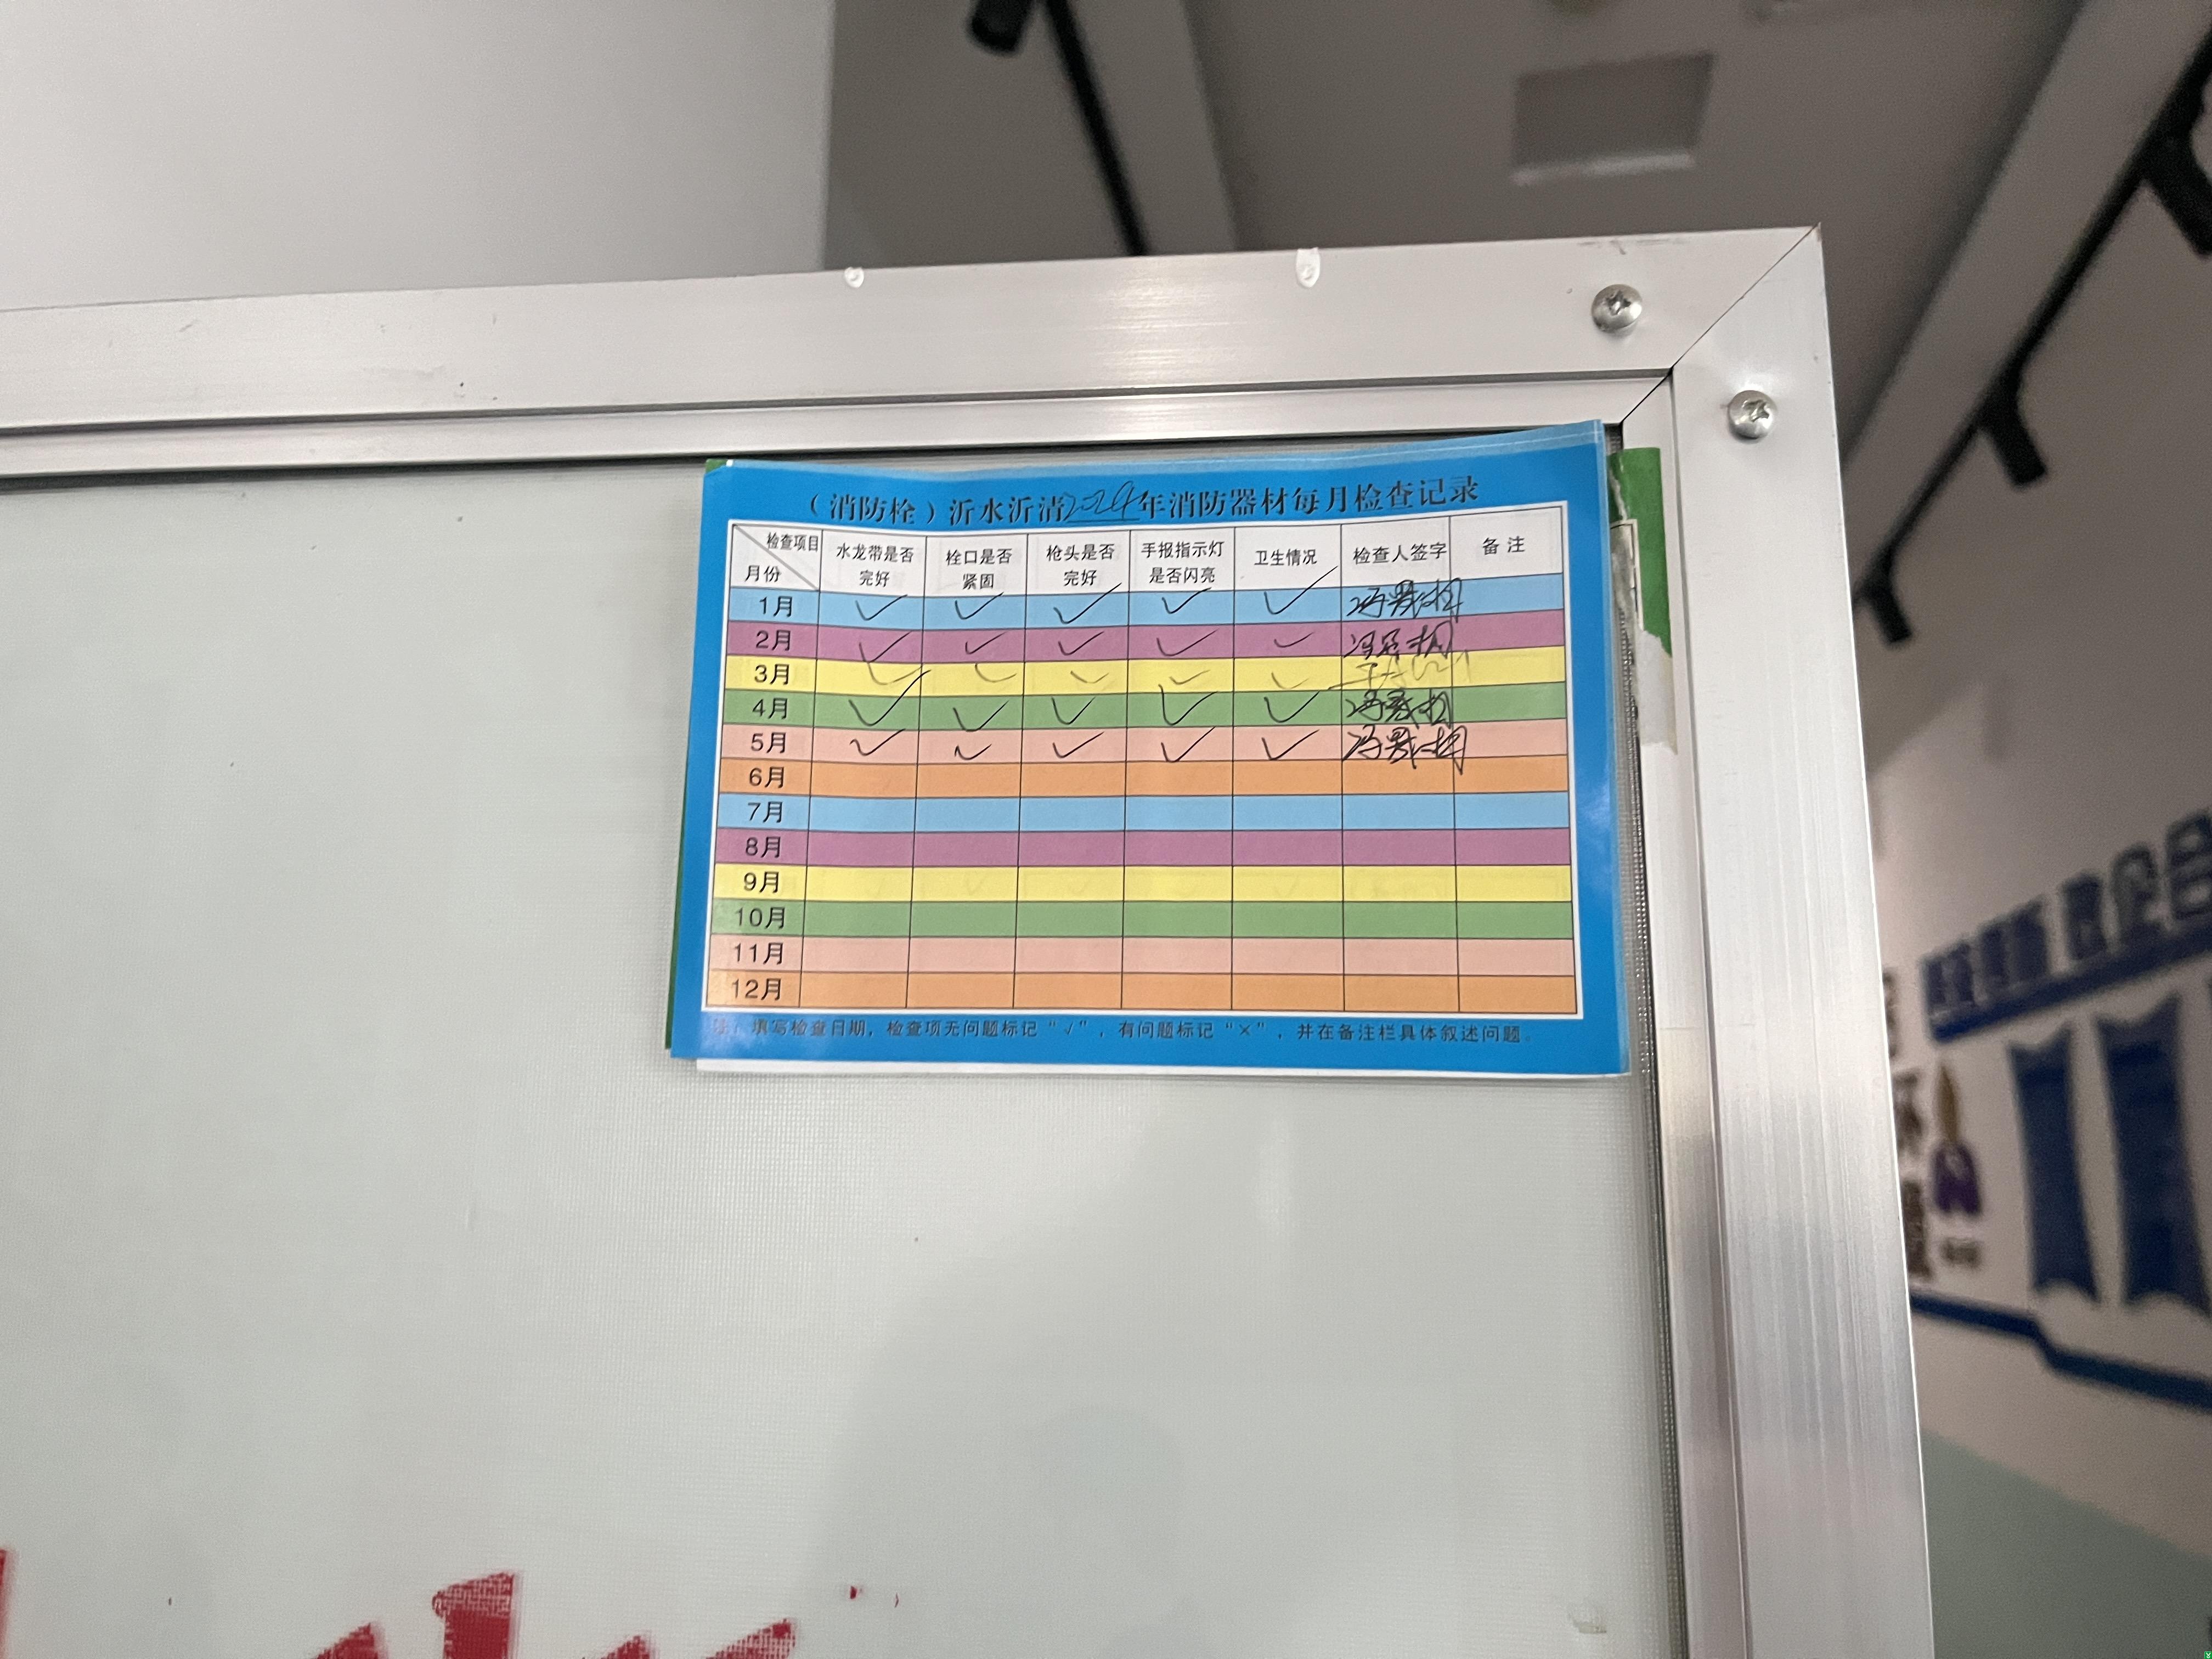 （消防栓）沂水沂清2024年消防器材每月检查记录
检查项目 月份 水龙带是否完好 栓口是否紧固 枪头是否完好 手报指示灯是否闪亮 卫生情况 检查人签字 备注
1月 ✓ ✓ ✓ ✓ ✓
2月 ✓ ✓ ✓ ✓ ✓
3月 ✓ ✓ ✓ ✓ ✓
4月 ✓ ✓ ✓ ✓ ✓
5月 ✓ ✓ ✓ ✓ ✓
6月
7月
8月
9月
10月
11月
12月
注：填写检查日期，检查项无问题标记“√”，有问题标记“×”，并在备注栏具体叙述问题。